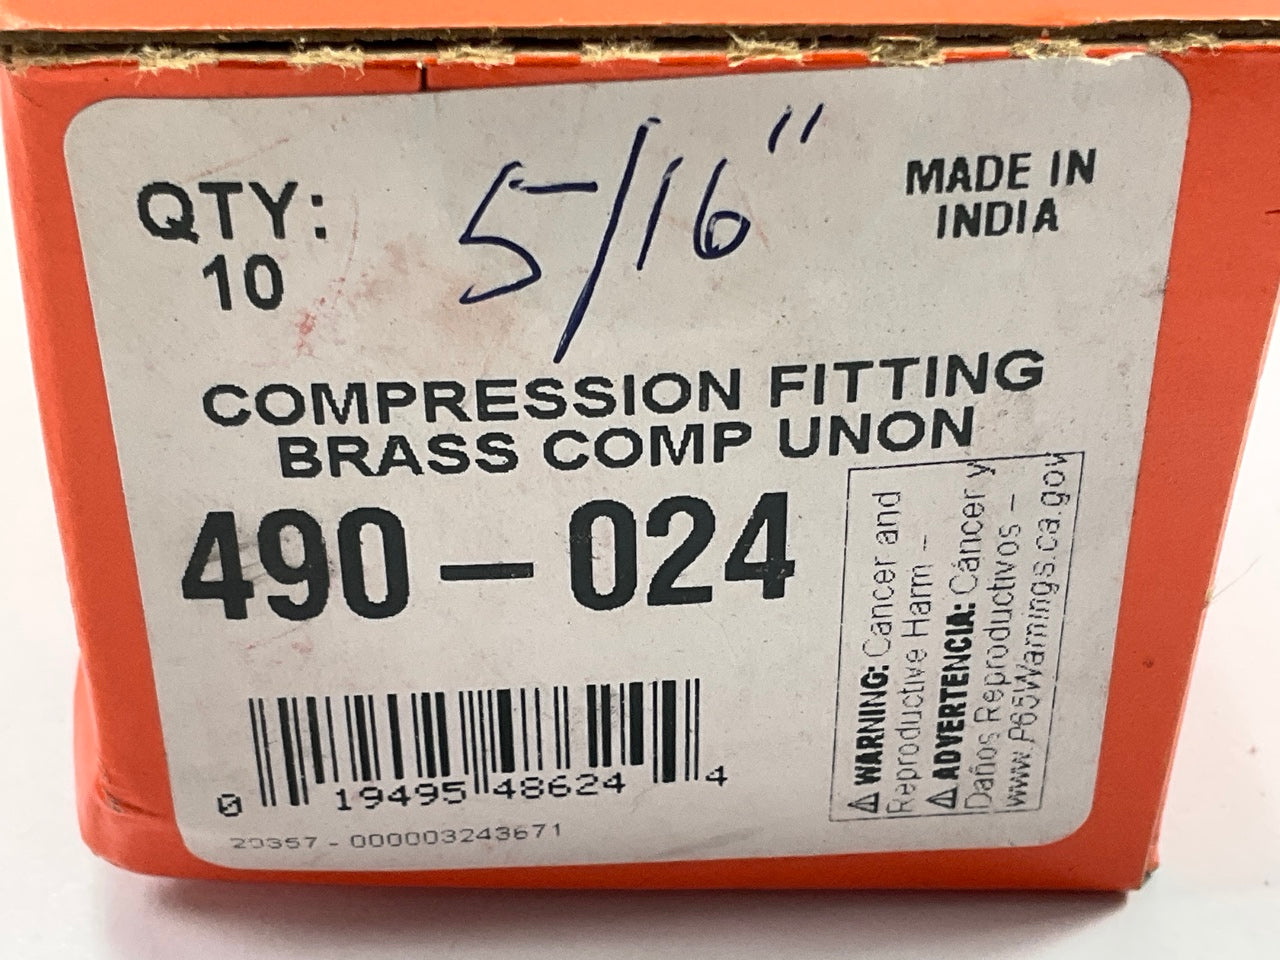 QTY:
10
5/16"
MADE IN
INDIA
COMPRESSION FITTING
BRASS COMP UNON
490-024
⚠ WARNING: Cancer and
Reproductive Harm –
⚠ ADVERTENCIA: Cáncer y
Daños Reproductivos –
www.P65Warnings.ca.gov
0 19495 48624 4
20357 - 000003243671